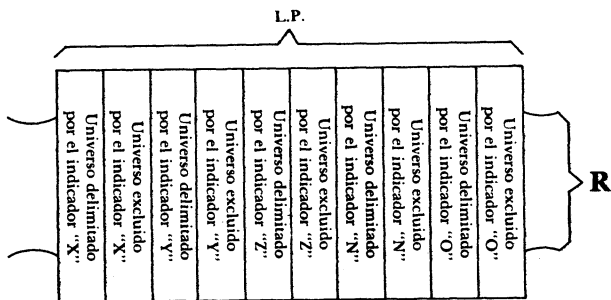 L.P.
Universo delimitado
por el indicador "X"
Universo excluido
por el indicador "X"
Universo delimitado
por el indicador "Y"
Universo excluido
por el indicador "Y"
Universo delimitado
por el indicador "Z"
Universo excluido
por el indicador "Z"
Universo delimitado
por el indicador "N"
Universo excluido
por el indicador "N"
Universo delimitado
por el indicador "O"
Universo excluido
por el indicador "O"
R